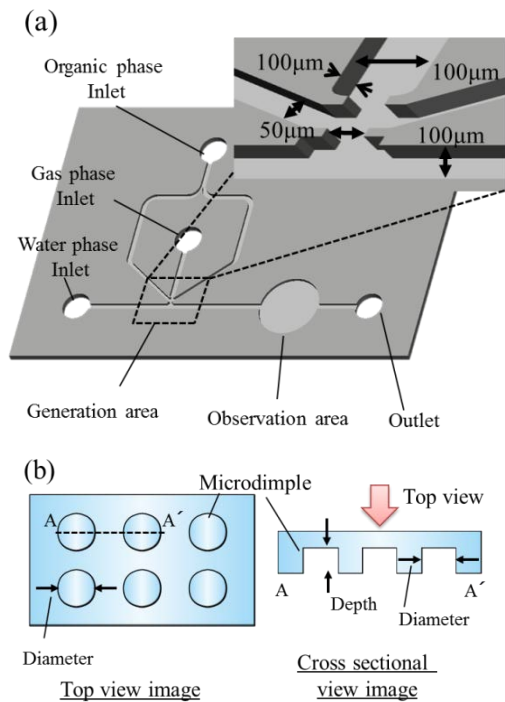 (a)
Organic phase
Inlet
Gas phase
Inlet
Water phase
Inlet
100μm
100μm
50μm
100μm
Generation area
Observation area
Outlet
(b)
Microdimple
A
A´
Diameter
Top view image
Top view
A
A´
Depth
Diameter
Cross sectional
view image